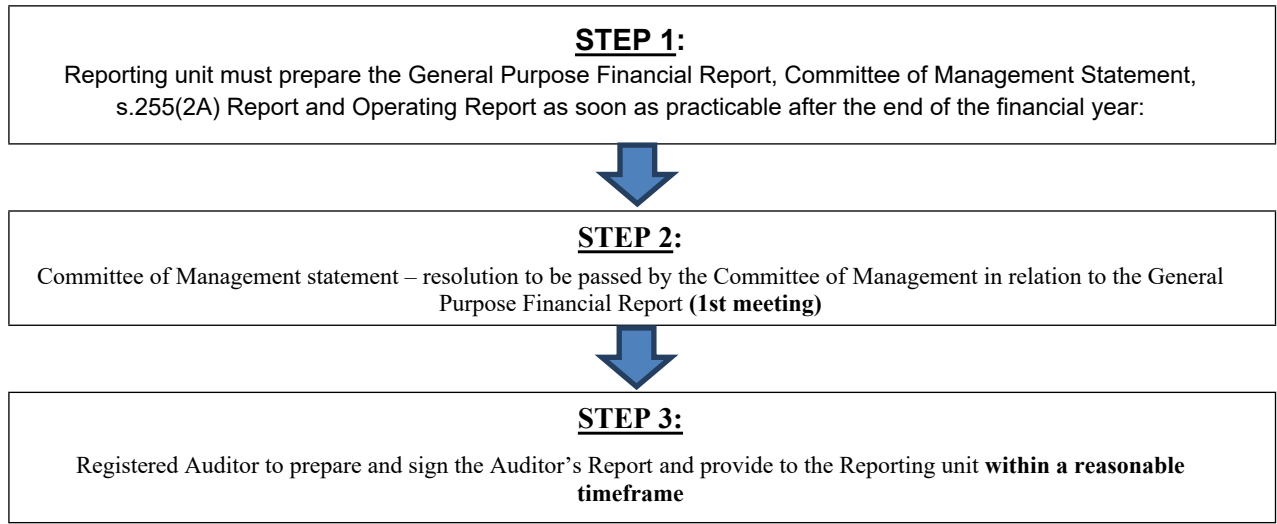 STEP 1:
Reporting unit must prepare the General Purpose Financial Report, Committee of Management Statement,
s.255(2A) Report and Operating Report as soon as practicable after the end of the financial year:
STEP 2:
Committee of Management statement – resolution to be passed by the Committee of Management in relation to the General
Purpose Financial Report (1st meeting)
STEP 3:
Registered Auditor to prepare and sign the Auditor’s Report and provide to the Reporting unit within a reasonable
timeframe